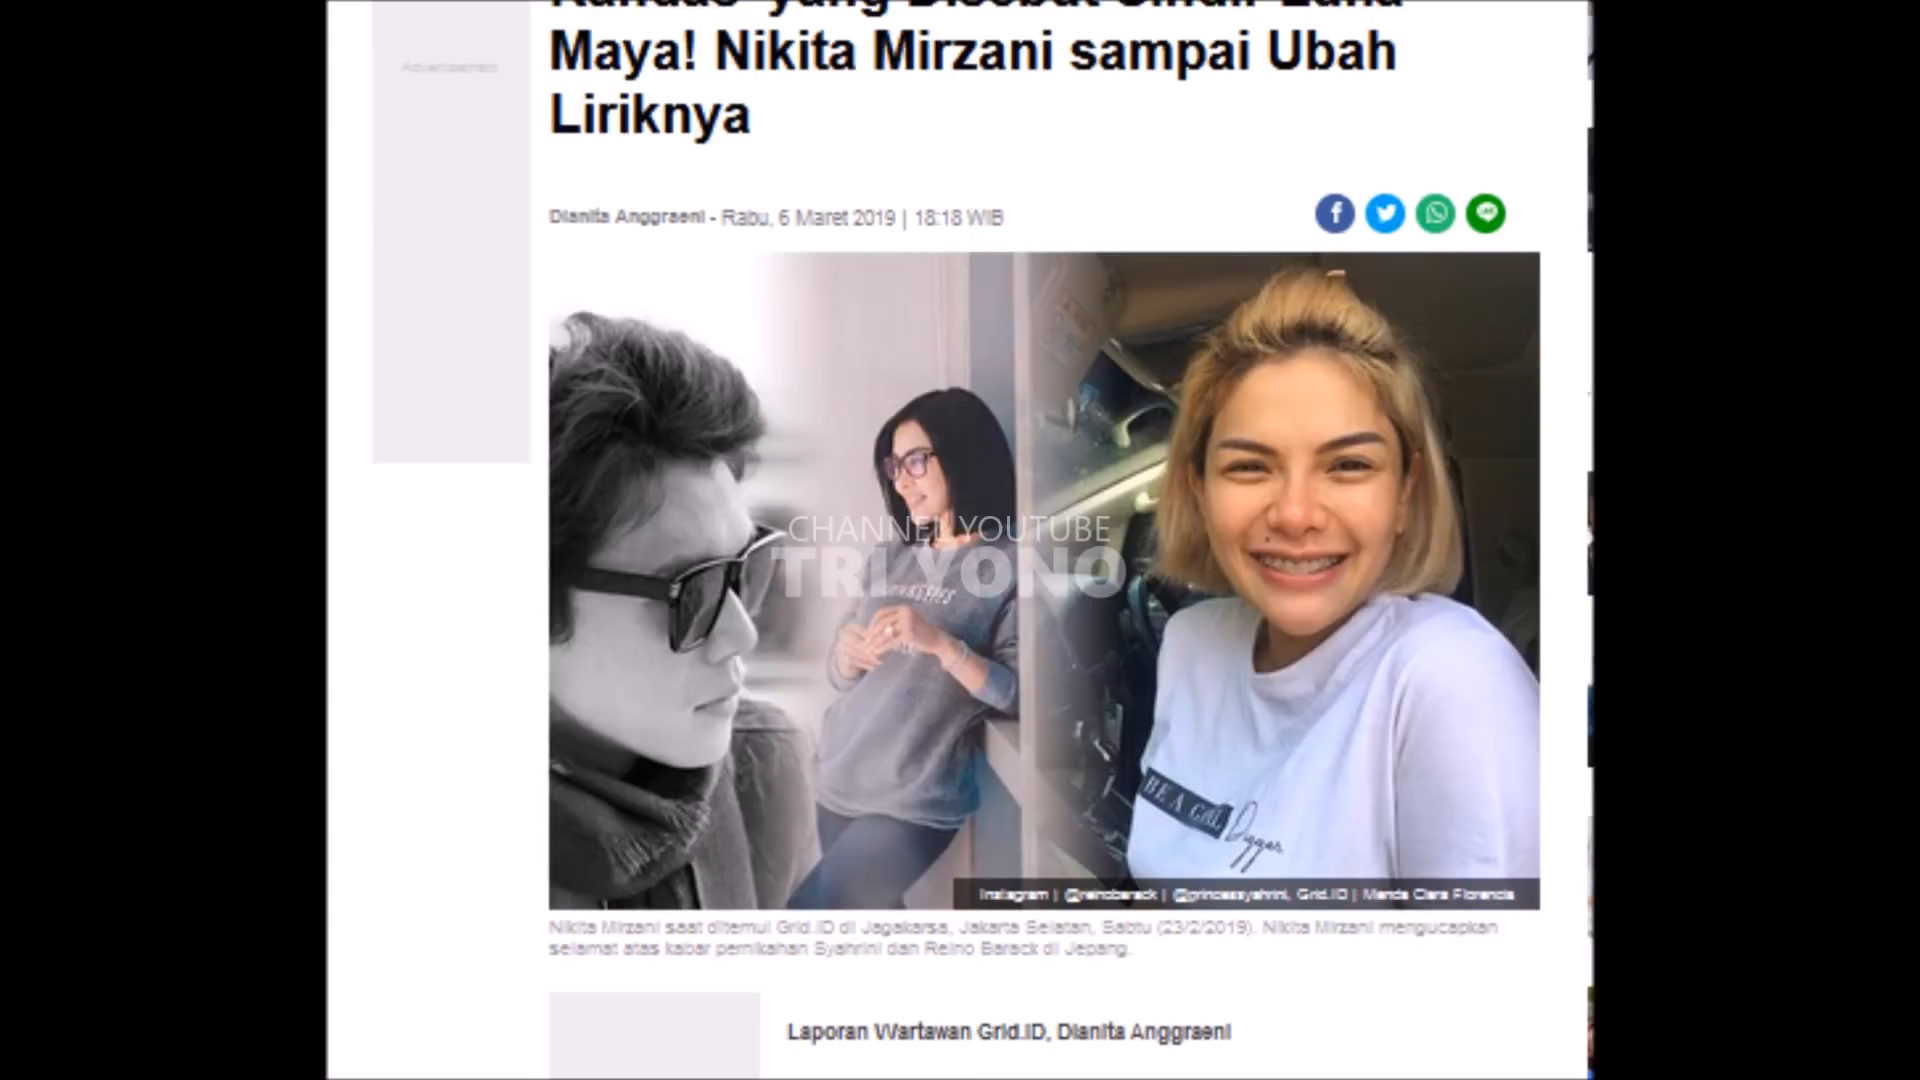 Maya! Nikita Mirzani sampai Ubah
Liriknya
Advertisement
Dianita Anggraeni - Rabu, 6 Maret 2019 | 18:18 WIB
CHANNEL YOUTUBE
TRI YONO
BE A GIRL
Digger
Instagram | @reinobarack | @princessyahrini, Grid.ID | Menda Clara Florencia
Nikita Mirzani saat ditemui Grid.ID di Jagakarsa, Jakarta Selatan, Sabtu (23/2/2019). Nikita Mirzani mengucapkan
selamat atas kabar pernikahan Syahrini dan Reino Barack di Jepang.
Laporan Wartawan Grid.ID, Dianita Anggraeni